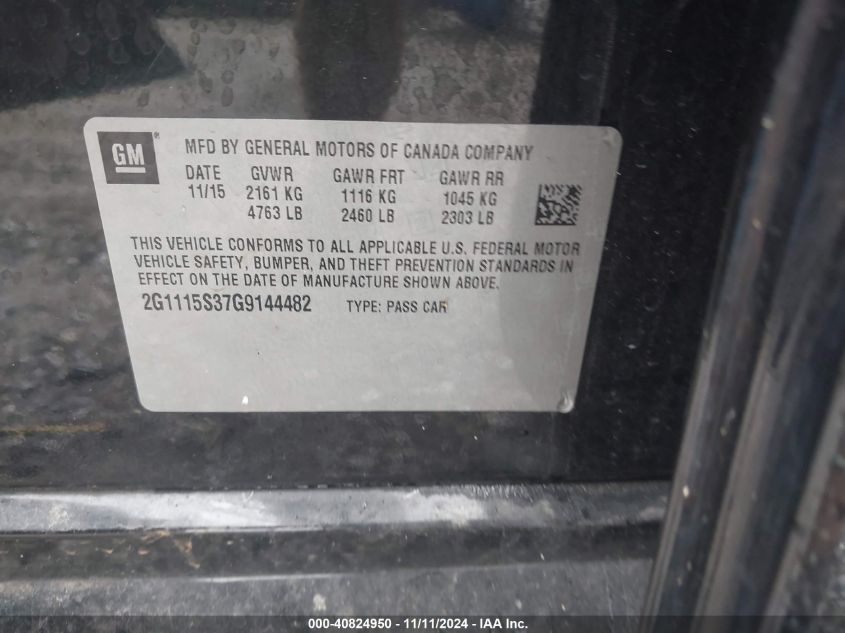 GM ®
MFD BY GENERAL MOTORS OF CANADA COMPANY
DATE GVWR GAWR FRT GAWR RR
11/15 2161 KG 1116 KG 1045 KG
4763 LB 2460 LB 2303 LB
THIS VEHICLE CONFORMS TO ALL APPLICABLE U.S. FEDERAL MOTOR
VEHICLE SAFETY, BUMPER, AND THEFT PREVENTION STANDARDS IN
EFFECT ON THE DATE OF MANUFACTURE SHOWN ABOVE.
2G1115S37G9144482 TYPE: PASS CAR
000-40824950 - 11/11/2024 - IAA Inc.